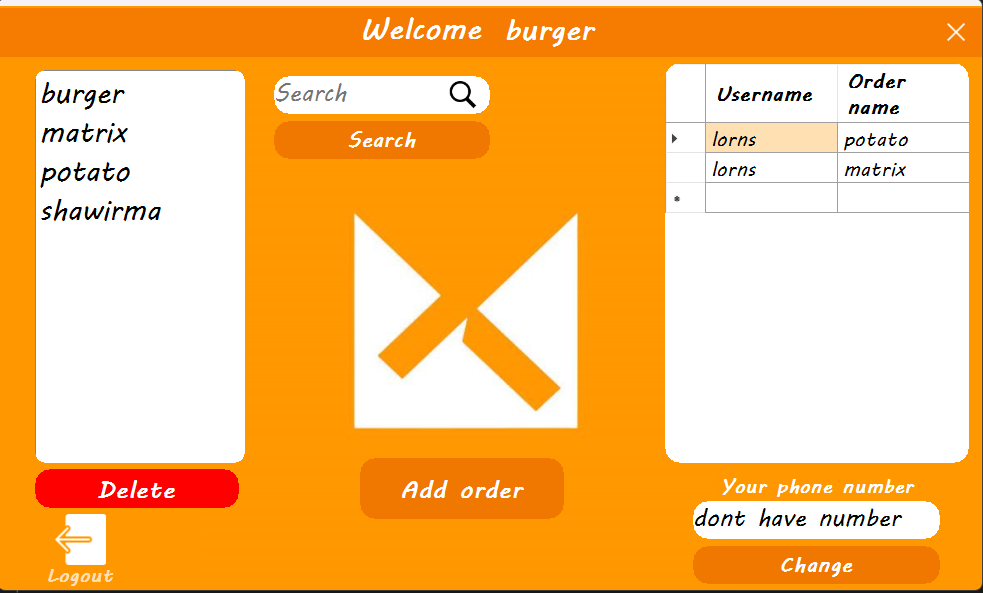 Welcome burger
burger
matrix
potato
shawirma
Delete
Logout
Search
Search
Add order
Username Order name
lorns potato
lorns matrix
Your phone number
dont have number
Change